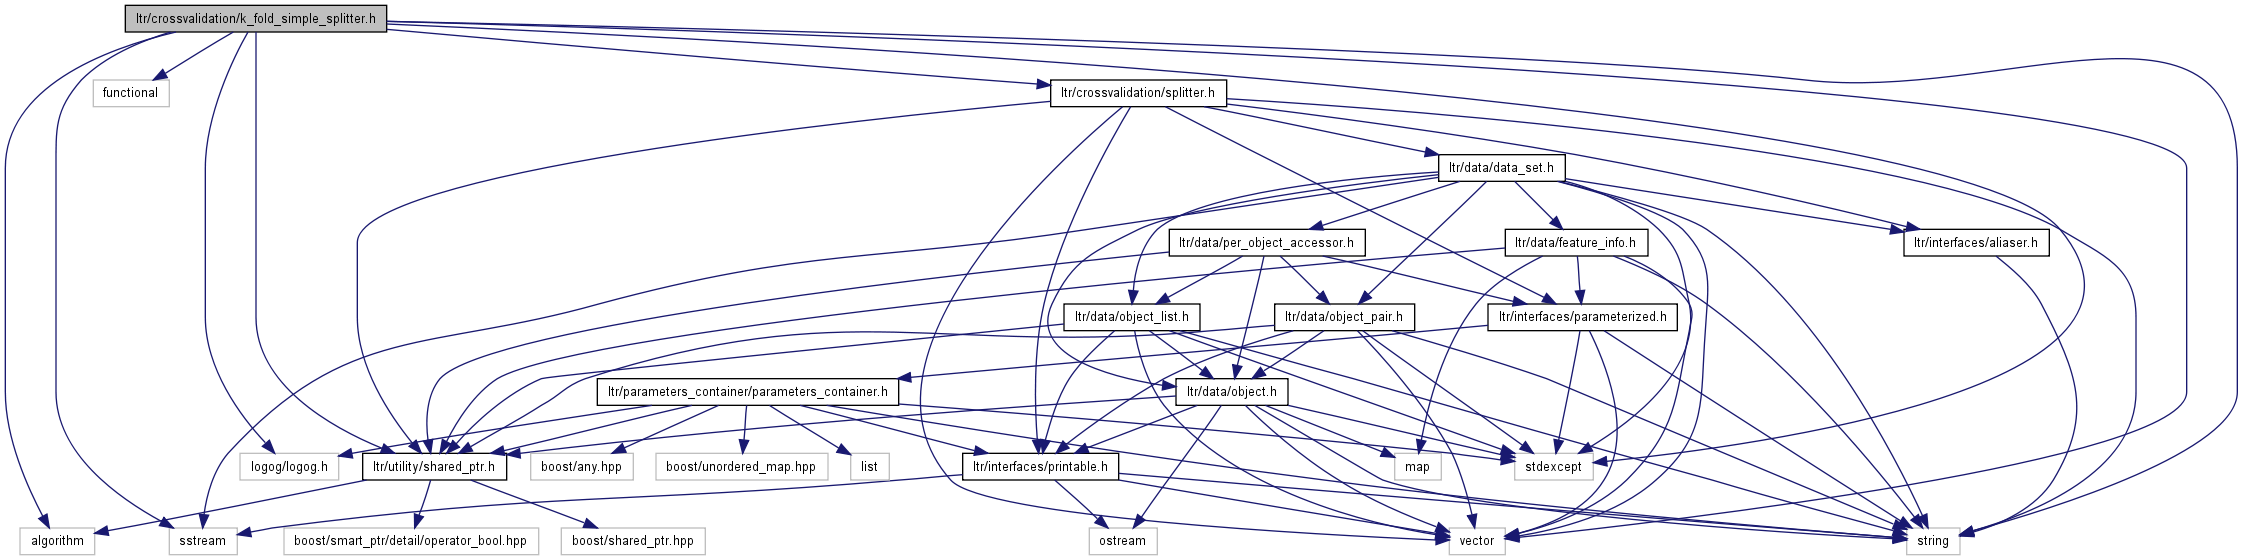 ltr/crossvalidation/k_fold_simple_splitter.h
functional
ltr/crossvalidation/splitter.h
ltr/data/data_set.h
ltr/data/per_object_accessor.h
ltr/data/feature_info.h
ltr/interfaces/aliaser.h
ltr/data/object_list.h
ltr/data/object_pair.h
ltr/interfaces/parameterized.h
ltr/parameters_container/parameters_container.h
ltr/data/object.h
logog/logog.h
ltr/utility/shared_ptr.h
boost/any.hpp
boost/unordered_map.hpp
list
ltr/interfaces/printable.h
map
stdexcept
algorithm
sstream
boost/smart_ptr/detail/operator_bool.hpp
boost/shared_ptr.hpp
ostream
vector
string